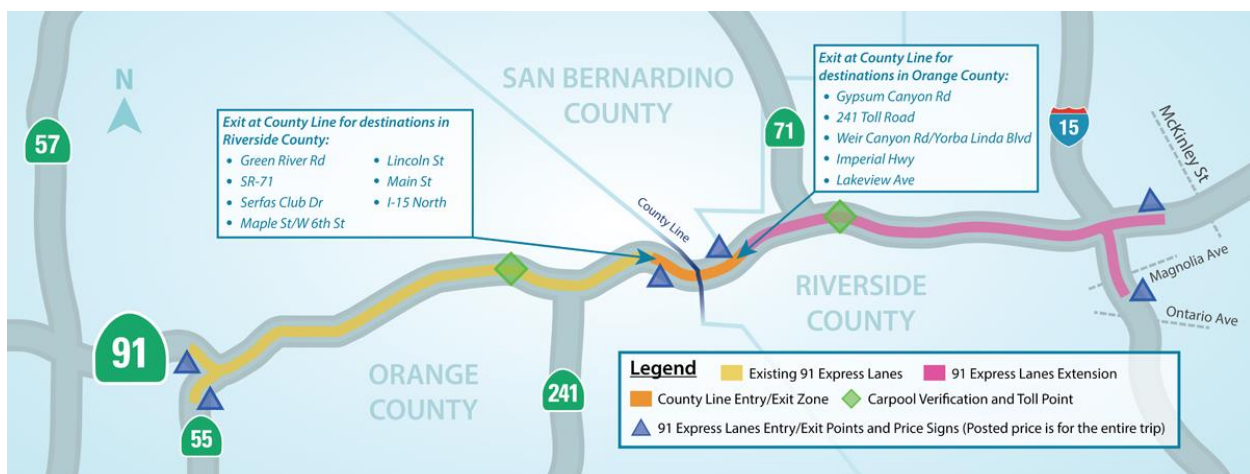 N
57
SAN BERNARDINO
COUNTY
71
15
McKinley St
Exit at County Line for destinations in
Riverside County:
• Green River Rd
• SR-71
• Serfas Club Dr
• Maple St/W 6th St
• Lincoln St
• Main St
• I-15 North
Exit at County Line for
destinations in Orange County:
• Gypsum Canyon Rd
• 241 Toll Road
• Weir Canyon Rd/Yorba Linda Blvd
• Imperial Hwy
• Lakeview Ave
County Line
RIVERSIDE
COUNTY
Magnolia Ave
Ontario Ave
91
55
ORANGE
COUNTY
241
Legend
Existing 91 Express Lanes
91 Express Lanes Extension
County Line Entry/Exit Zone
Carpool Verification and Toll Point
91 Express Lanes Entry/Exit Points and Price Signs (Posted price is for the entire trip)